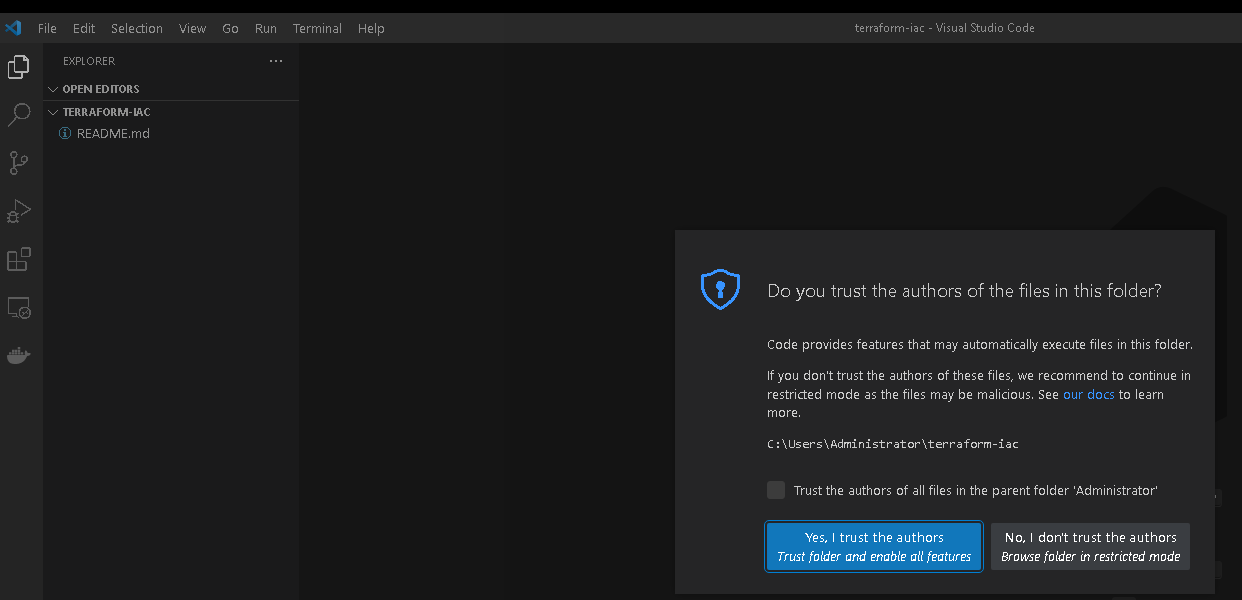 File Edit Selection View Go Run Terminal Help terraform-iac - Visual Studio Code
EXPLORER ...
OPEN EDITORS
TERRAFORM-IAC
README.md
Do you trust the authors of the files in this folder?
Code provides features that may automatically execute files in this folder.
If you don't trust the authors of these files, we recommend to continue in
restricted mode as the files may be malicious. See our docs to learn
more.
C:\Users\Administrator\terraform-iac
Trust the authors of all files in the parent folder 'Administrator'
Yes, I trust the authors
Trust folder and enable all features
No, I don't trust the authors
Browse folder in restricted mode